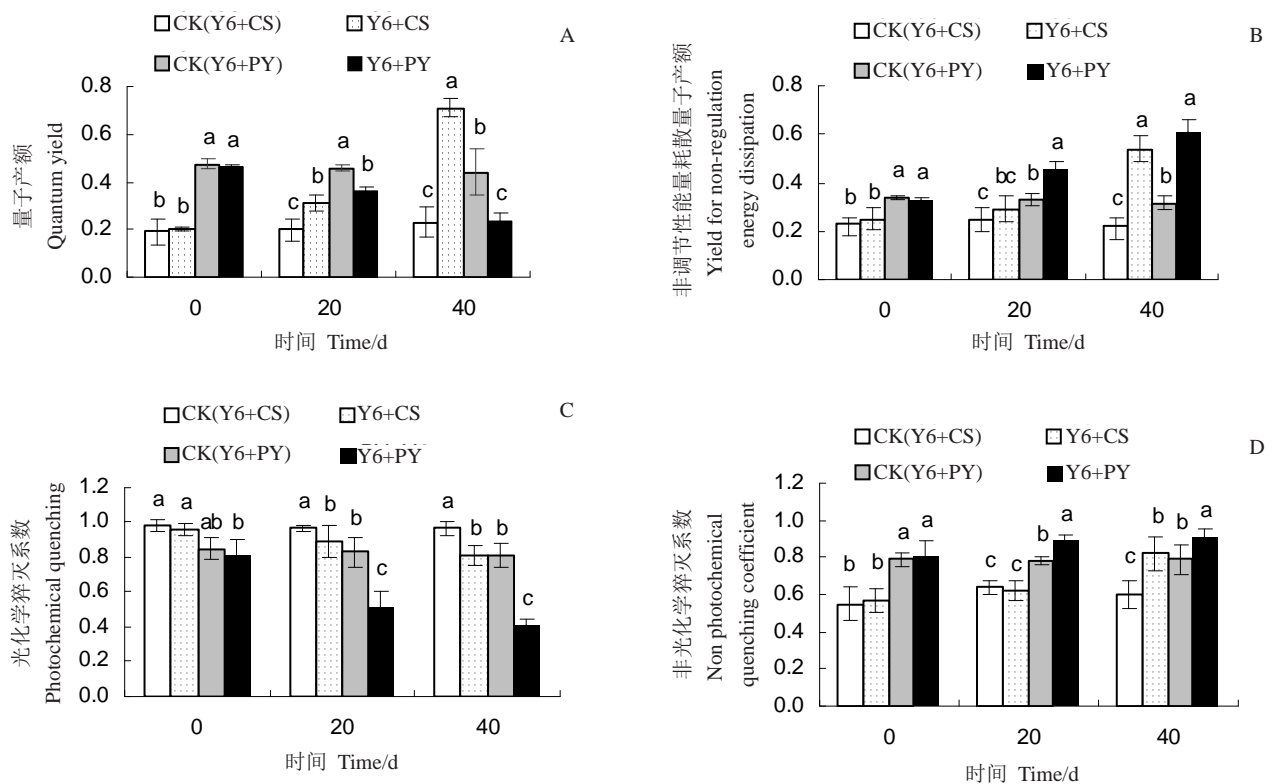 CK(Y6+CS) Y6+CS A
CK(Y6+PY) Y6+PY
量子产额
Quantum yield
0.8
0.6
0.4
0.2
0.0
b b a a
c b a b
c a b c
0 20 40
时间 Time/d
CK(Y6+CS) Y6+CS B
CK(Y6+PY) Y6+PY
非调节性能量耗散量子产额
Yield for non-regulation
energy dissipation
0.8
0.6
0.4
0.2
0.0
b b a a
c bc b a
c a b a
0 20 40
时间 Time/d
CK(Y6+CS) Y6+CS C
CK(Y6+PY) Y6+PY
光化学猝灭系数
Photochemical quenching
1.2
1.0
0.8
0.6
0.4
0.2
0.0
a a ab b
a b b c
a b b c
0 20 40
时间 Time/d
CK(Y6+CS) Y6+CS D
CK(Y6+PY) Y6+PY
非光化学猝灭系数
Non photochemical
quenching coefficient
1.2
1.0
0.8
0.6
0.4
0.2
0.0
b b a a
c c b a
c b b a
0 20 40
时间 Time/d